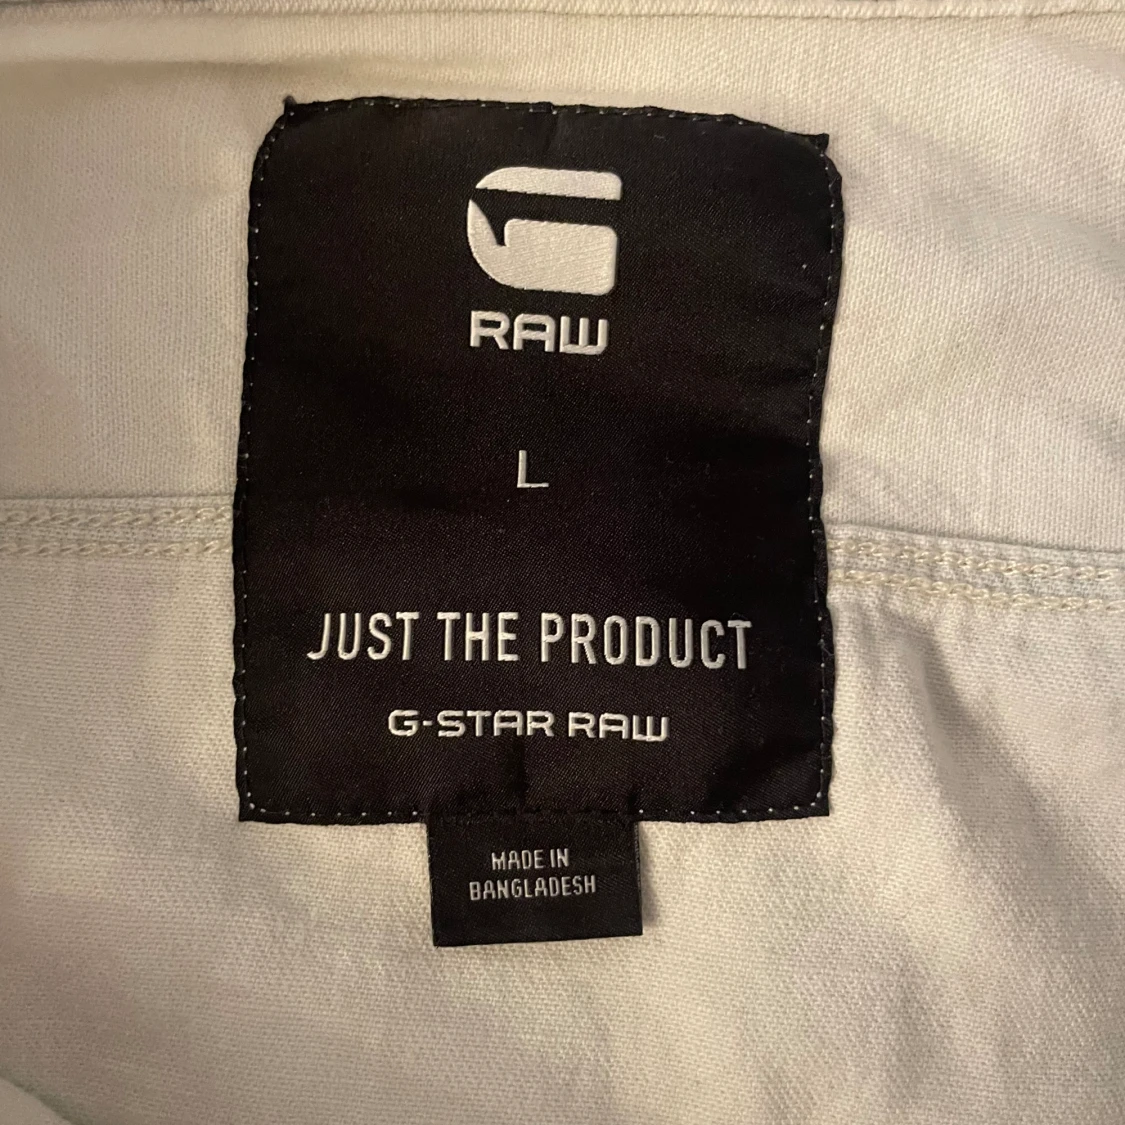 G
RAW
L
JUST THE PRODUCT
G-STAR RAW
MADE IN
BANGLADESH